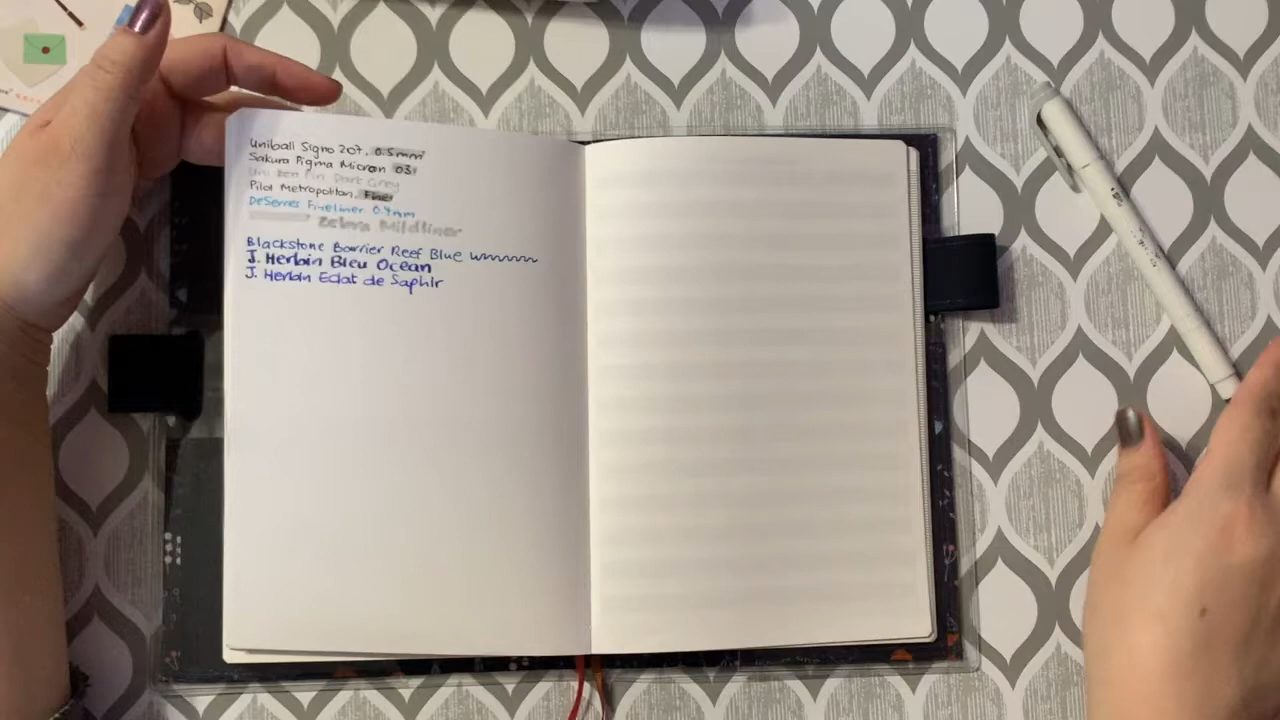 Uniball Signo 207, 0.5mm
Sakura Pigma Micron 03
Uni Pin Dark Grey
Pilot Metropolitan, Fine
DeSerres Fineliner 0.4mm
Zebra Mildliner
Blackstone Barrier Reef Blue
J. Herbin Bleu Ocean
J. Herbin Eclat de Saphir